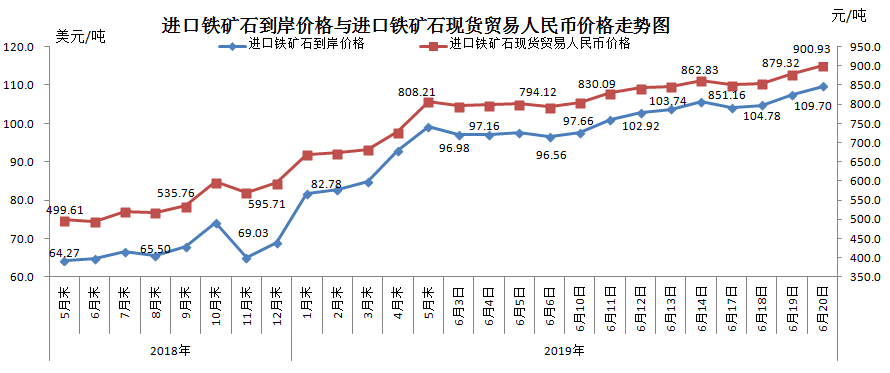 进口铁矿石到岸价格与进口铁矿石现货贸易人民币价格走势图
美元/吨
元/吨
进口铁矿石到岸价格
进口铁矿石现货贸易人民币价格
120.0
110.0
100.0
90.0
80.0
70.0
60.0
950.0
900.0
850.0
800.0
750.0
700.0
650.0
600.0
550.0
500.0
450.0
400.0
350.0
499.61
535.76
595.71
808.21
794.12
830.09
862.83
851.16
879.32
900.93
64.27
65.50
69.03
82.78
96.98
97.16
96.56
97.66
102.92
103.74
104.78
109.70
5月末
6月末
7月末
8月末
9月末
10月末
11月末
12月末
1月末
2月末
3月末
4月末
5月末
6月3日
6月4日
6月5日
6月6日
6月10日
6月11日
6月12日
6月13日
6月14日
6月17日
6月18日
6月19日
6月20日
2018年
2019年